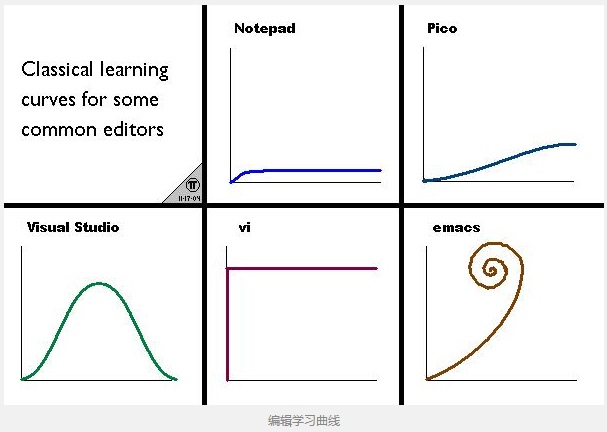 Classical learning
curves for some
common editors
11-17-04
Notepad
Pico
Visual Studio
vi
emacs
编辑学习曲线